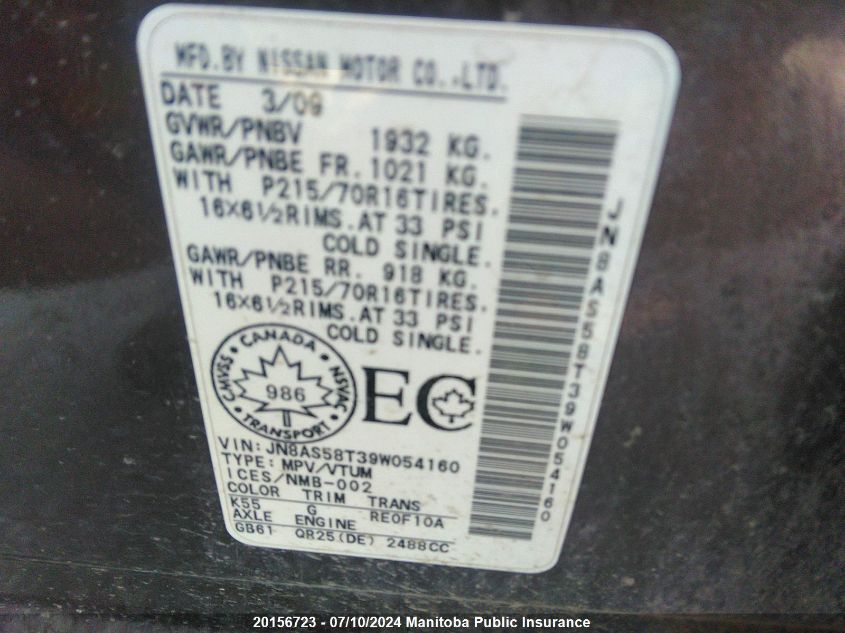 MFD.BY NISSAN MOTOR CO.,LTD.
DATE 3/09
GVWR/PNBV 1932 KG.
GAWR/PNBE FR. 1021 KG.
WITH P215/70R16TIRES.
16X6½RIMS.AT 33 PSI
COLD SINGLE.
GAWR/PNBE RR. 918 KG.
WITH P215/70R16TIRES.
16X6½RIMS.AT 33 PSI
COLD SINGLE.
CANADA
CMVSS 986 NSVAC
TRANSPORT
EC
VIN: JN8AS58T39W054160
TYPE: MPV/VTUM
ICES/NMB-002
COLOR TRIM TRANS
K55 G RE0F10A
AXLE ENGINE
GB61 QR25(DE) 2488CC
JN8AS58T39W054160
20156723 - 07/10/2024 Manitoba Public Insurance